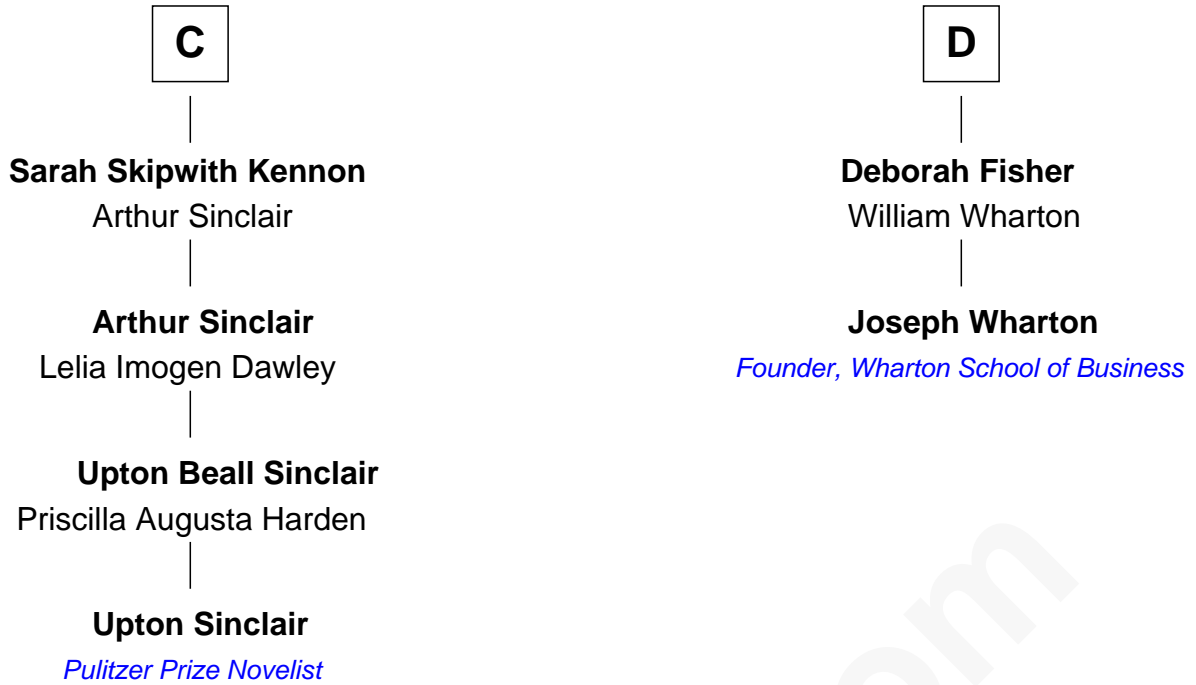 C
Sarah Skipwith Kennon
Arthur Sinclair
Arthur Sinclair
Lelia Imogen Dawley
Upton Beall Sinclair
Priscilla Augusta Harden
Upton Sinclair
Pulitzer Prize Novelist
D
Deborah Fisher
William Wharton
Joseph Wharton
Founder, Wharton School of Business
om